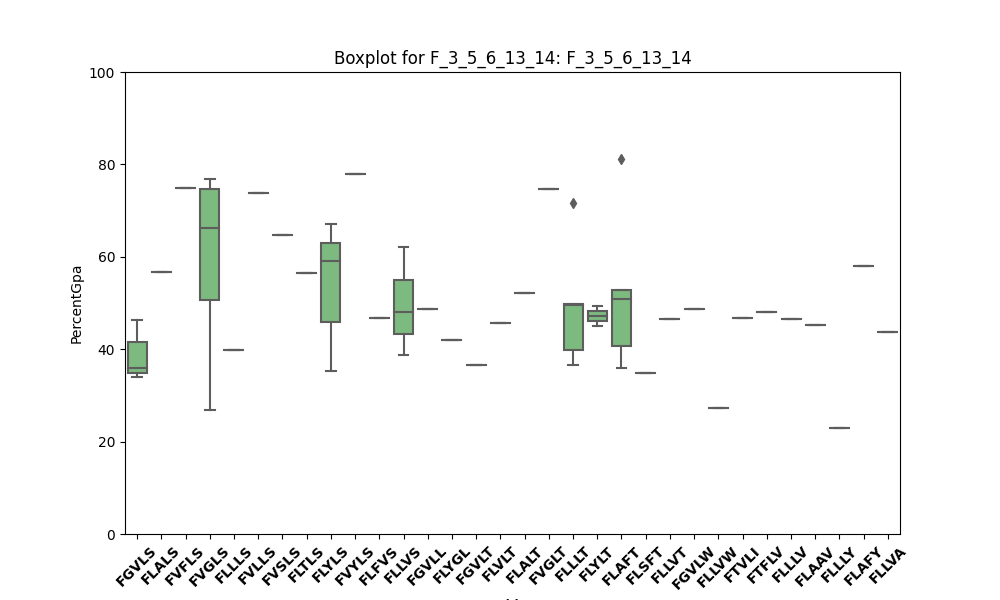 Boxplot for F_3_5_6_13_14: F_3_5_6_13_14
PercentGpa
100
80
60
40
20
0
FGVLS FLALS FVFLS FVGLS FLLLS FVLLS FVSLS FLTLS FLYLS FVYLS FLFVS FLLVS FGVLL FLYGL FGVLT FLVLT FLALT FVGLT FLLLT FLYLT FLAFT FLSFT FLLVT FGVLW FLLVW FTVLI FTFLV FLLLV FLAAV FLLLY FLAFY FLLVA